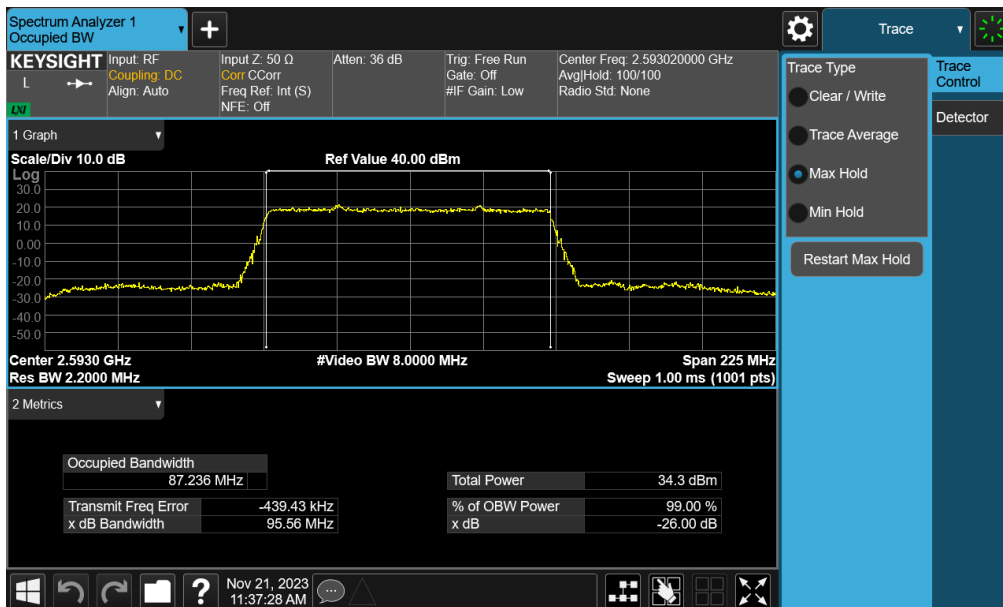 Spectrum Analyzer 1
Occupied BW
+
Trace
KEYSIGHT
L
LXI
Input: RF
Coupling: DC
Align: Auto
Input Z: 50 Ω
Corr CCorr
Freq Ref: Int (S)
NFE: Off
Atten: 36 dB
Trig: Free Run
Gate: Off
#IF Gain: Low
Center Freq: 2.593020000 GHz
Avg|Hold: 100/100
Radio Std: None
Trace Type
Clear / Write
Trace Average
Max Hold
Min Hold
Restart Max Hold
Trace
Control
Detector
1 Graph
Scale/Div 10.0 dB
Ref Value 40.00 dBm
Log
30.0
20.0
10.0
0.00
-10.0
-20.0
-30.0
-40.0
-50.0
Center 2.5930 GHz
#Video BW 8.0000 MHz
Span 225 MHz
Res BW 2.2000 MHz
Sweep 1.00 ms (1001 pts)
2 Metrics
Occupied Bandwidth
87.236 MHz
Total Power 34.3 dBm
Transmit Freq Error -439.43 kHz
% of OBW Power 99.00 %
x dB Bandwidth 95.56 MHz
x dB -26.00 dB
?
Nov 21, 2023
11:37:28 AM